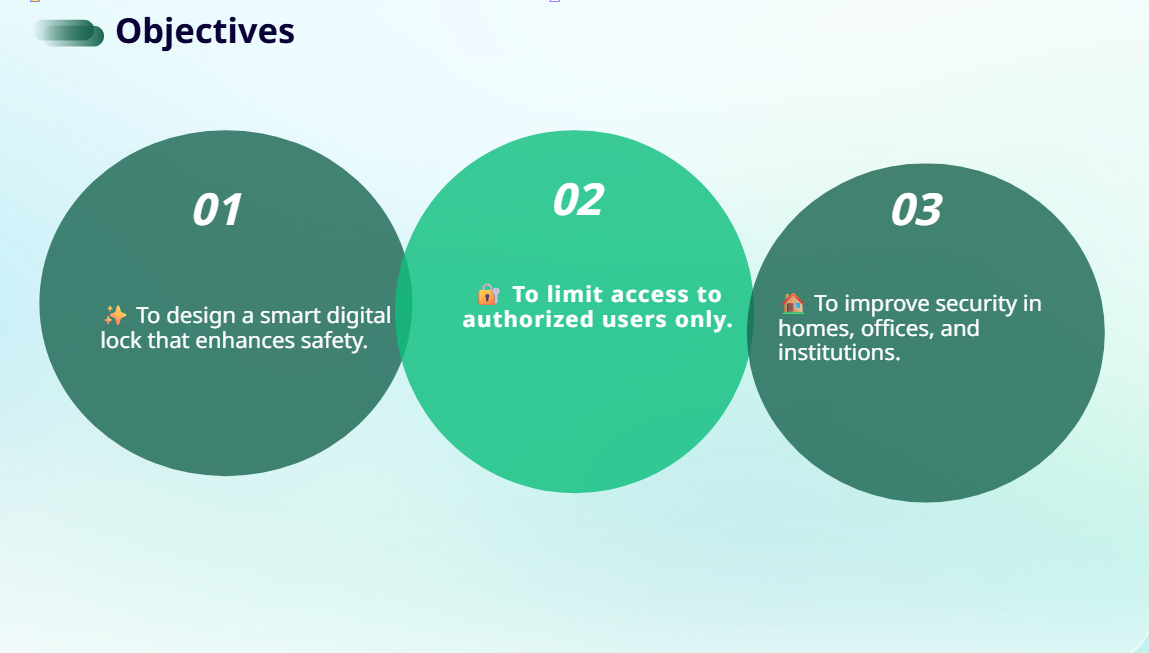 Objectives
01
✨ To design a smart digital
lock that enhances safety.
02
🔐 To limit access to
authorized users only.
03
🏠 To improve security in
homes, offices, and
institutions.